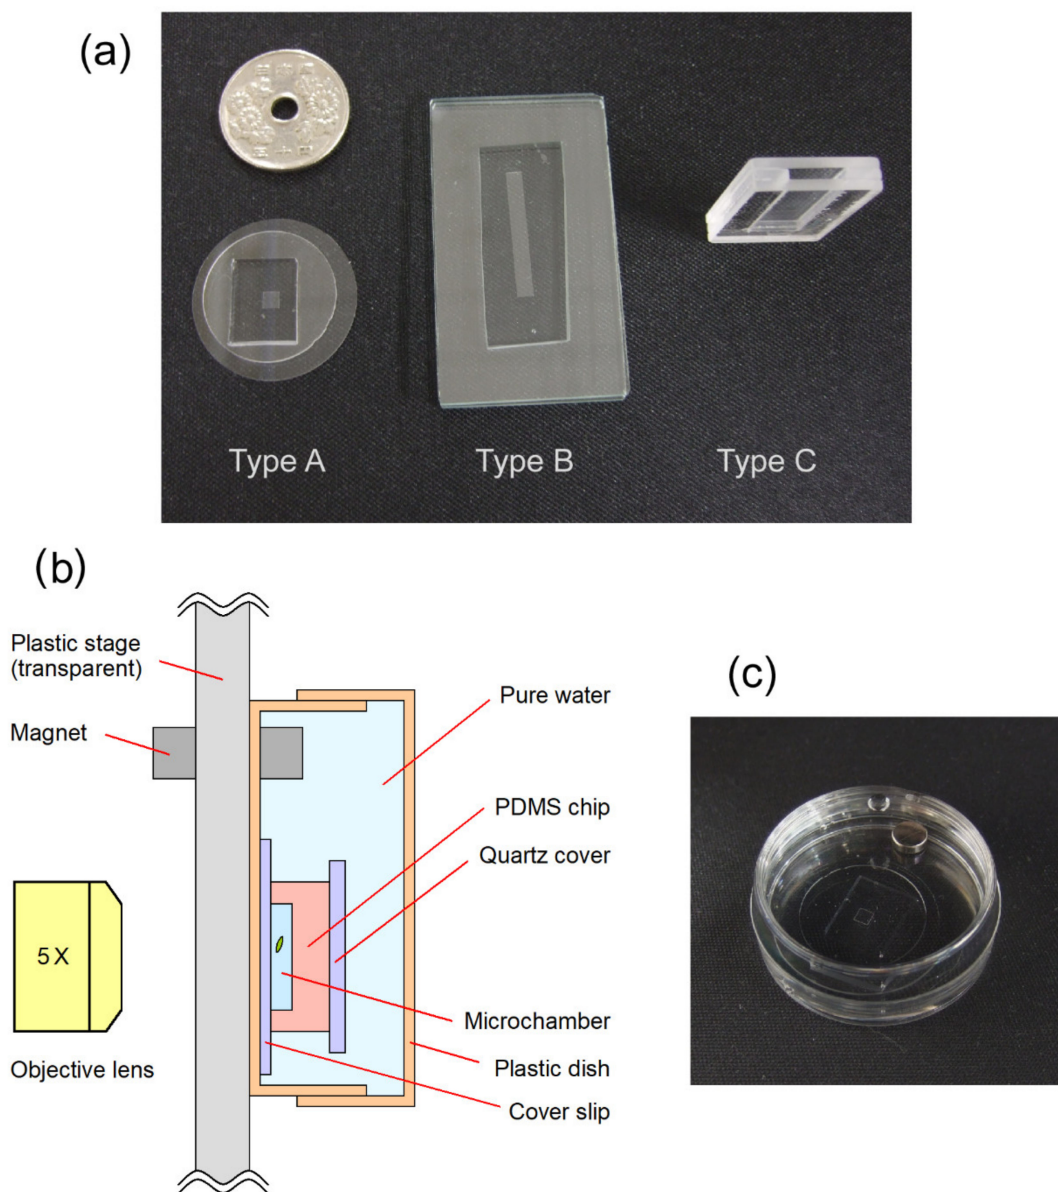 (a)
Type A
Type B
Type C
(b)
Plastic stage
(transparent)
Magnet
5 X
Objective lens
Pure water
PDMS chip
Quartz cover
Microchamber
Plastic dish
Cover slip
(c)